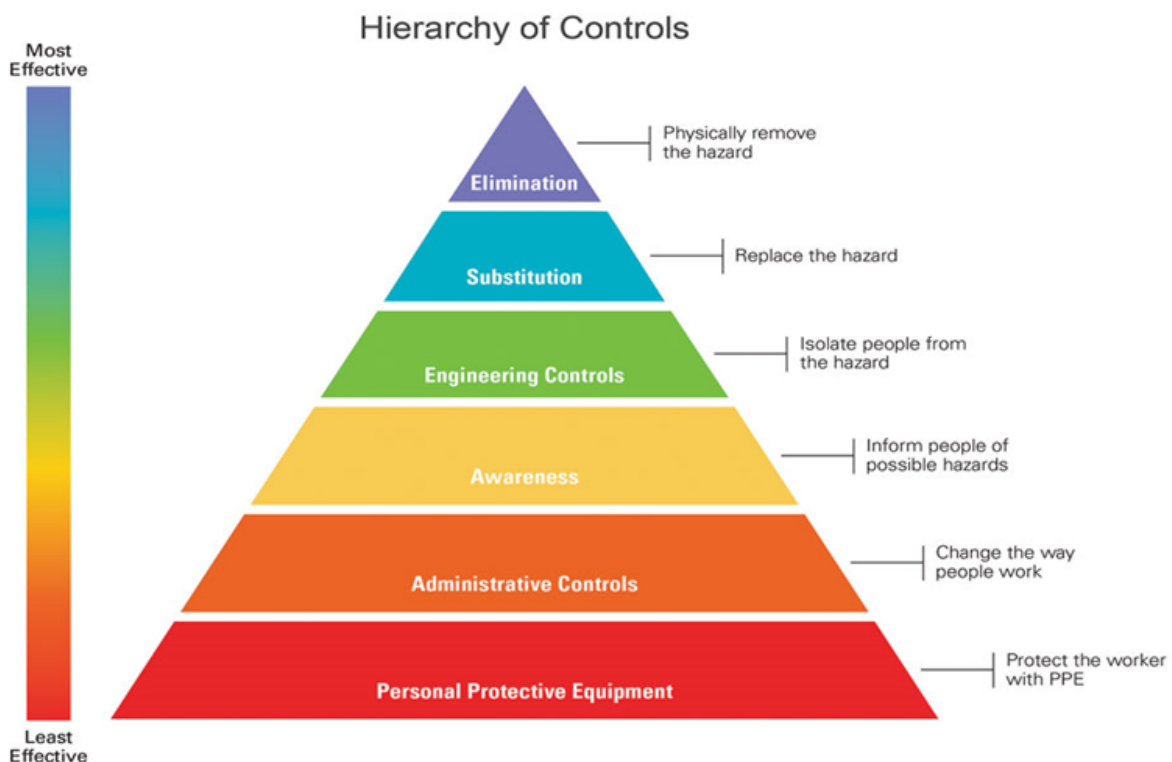 Hierarchy of Controls
Most
Effective
Physically remove
the hazard
Elimination
Replace the hazard
Substitution
Isolate people from
the hazard
Engineering Controls
Inform people of
possible hazards
Awareness
Change the way
people work
Administrative Controls
Protect the worker
with PPE
Personal Protective Equipment
Least
Effective